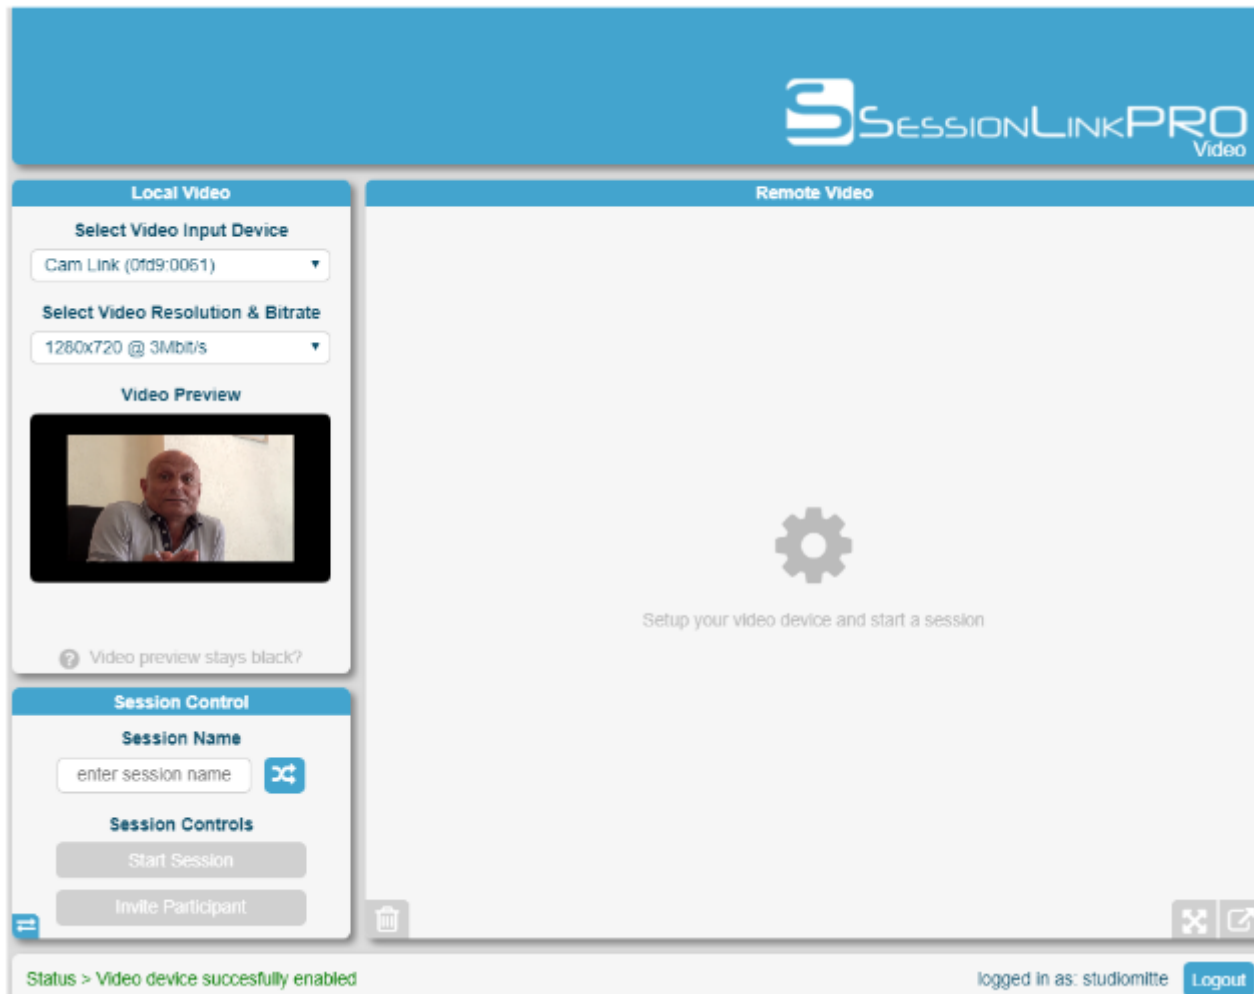 SESSIONLINKPRO
Video
Local Video
Select Video Input Device
Cam Link (0fd9:0061)
Select Video Resolution & Bitrate
1280x720 @ 3Mbit/s
Video Preview
Video preview stays black?
Session Control
Session Name
enter session name
Session Controls
Start Session
Invite Participant
Remote Video
Setup your video device and start a session
Status > Video device succesfully enabled
logged in as: studiomitte
Logout